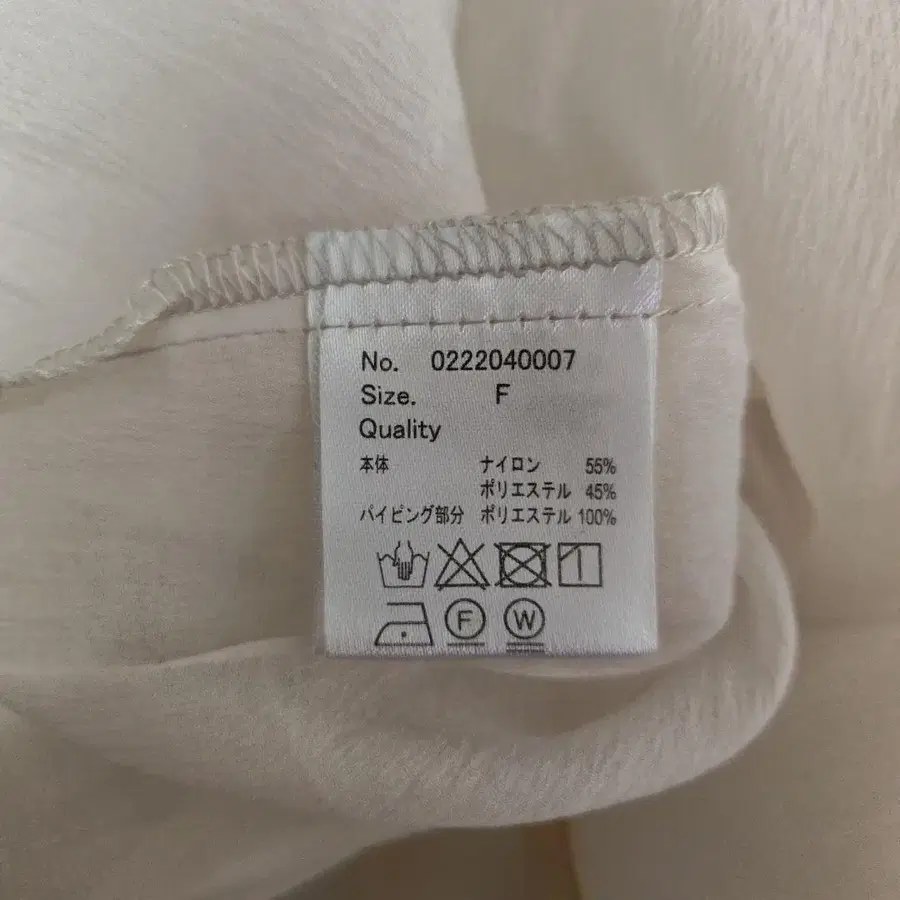 No. 0222040007
Size. F
Quality
本体 ナイロン 55%
ポリエステル 45%
パイピング部分 ポリエステル 100%
F W